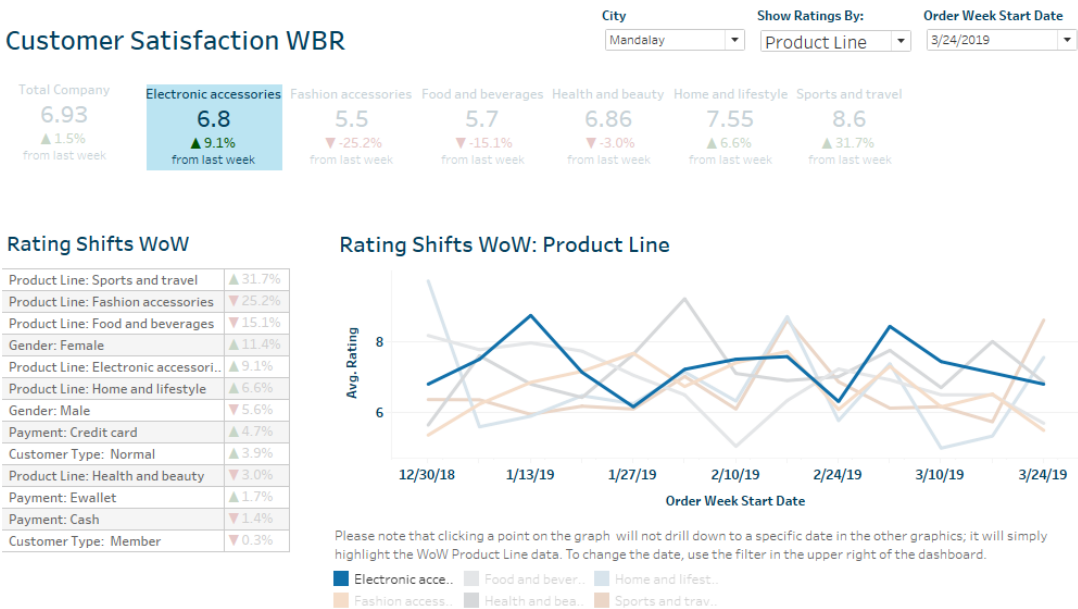 City
Show Ratings By:
Order Week Start Date
Customer Satisfaction WBR
Mandalay
Product Line
3/24/2019
Total Company
6.93
▲ 1.5%
from last week
Electronic accessories
6.8
▲ 9.1%
from last week
Fashion accessories
5.5
▼ -25.2%
from last week
Food and beverages
5.7
▼ -15.1%
from last week
Health and beauty
6.86
▼ -3.0%
from last week
Home and lifestyle
7.55
▲ 6.6%
from last week
Sports and travel
8.6
▲ 31.7%
from last week
Rating Shifts WoW
Product Line: Sports and travel ▲ 31.7%
Product Line: Fashion accessories ▼ 25.2%
Product Line: Food and beverages ▼ 15.1%
Gender: Female ▲ 11.4%
Product Line: Electronic accessori.. ▲ 9.1%
Product Line: Home and lifestyle ▲ 6.6%
Gender: Male ▼ 5.6%
Payment: Credit card ▲ 4.7%
Customer Type: Normal ▲ 3.9%
Product Line: Health and beauty ▼ 3.0%
Payment: Ewallet ▲ 1.7%
Payment: Cash ▼ 1.4%
Customer Type: Member ▼ 0.3%
Rating Shifts WoW: Product Line
Avg. Rating
8
6
12/30/18 1/13/19 1/27/19 2/10/19 2/24/19 3/10/19 3/24/19
Order Week Start Date
Please note that clicking a point on the graph will not drill down to a specific date in the other graphics; it will simply
highlight the WoW Product Line data. To change the date, use the filter in the upper right of the dashboard.
Electronic acce.. Food and bever.. Home and lifest..
Fashion access.. Health and bea.. Sports and trav..